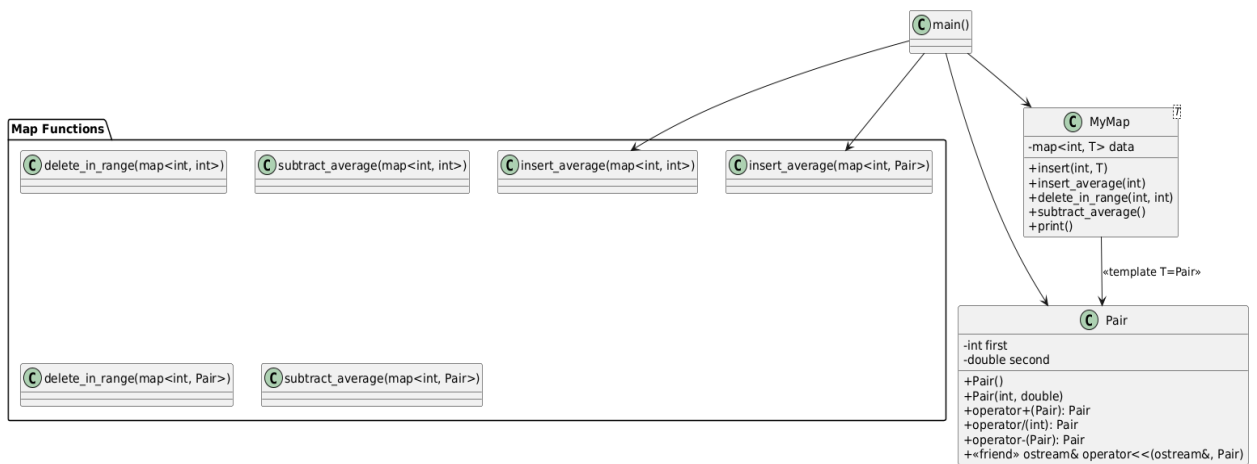 main()
Map Functions
delete_in_range(map<int, int>)
subtract_average(map<int, int>)
insert_average(map<int, int>)
insert_average(map<int, Pair>)
MyMap
T
-map<int, T> data
+insert(int, T)
+insert_average(int)
+delete_in_range(int, int)
+subtract_average()
+print()
«template T=Pair»
delete_in_range(map<int, Pair>)
subtract_average(map<int, Pair>)
Pair
-int first
-double second
+Pair()
+Pair(int, double)
+operator+(Pair): Pair
+operator/(int): Pair
+operator-(Pair): Pair
+«friend» ostream& operator<<(ostream&, Pair)